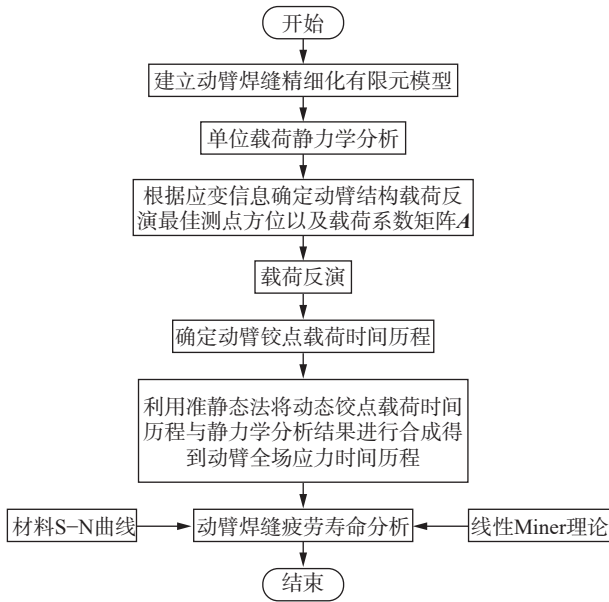 开始
建立动臂焊缝精细化有限元模型
单位载荷静力学分析
根据应变信息确定动臂结构载荷反
演最佳测点方位以及载荷系数矩阵A
载荷反演
确定动臂铰点载荷时间历程
利用准静态法将动态铰点载荷时间
历程与静力学分析结果进行合成得
到动臂全场应力时间历程
材料S-N曲线
动臂焊缝疲劳寿命分析
线性Miner理论
结束